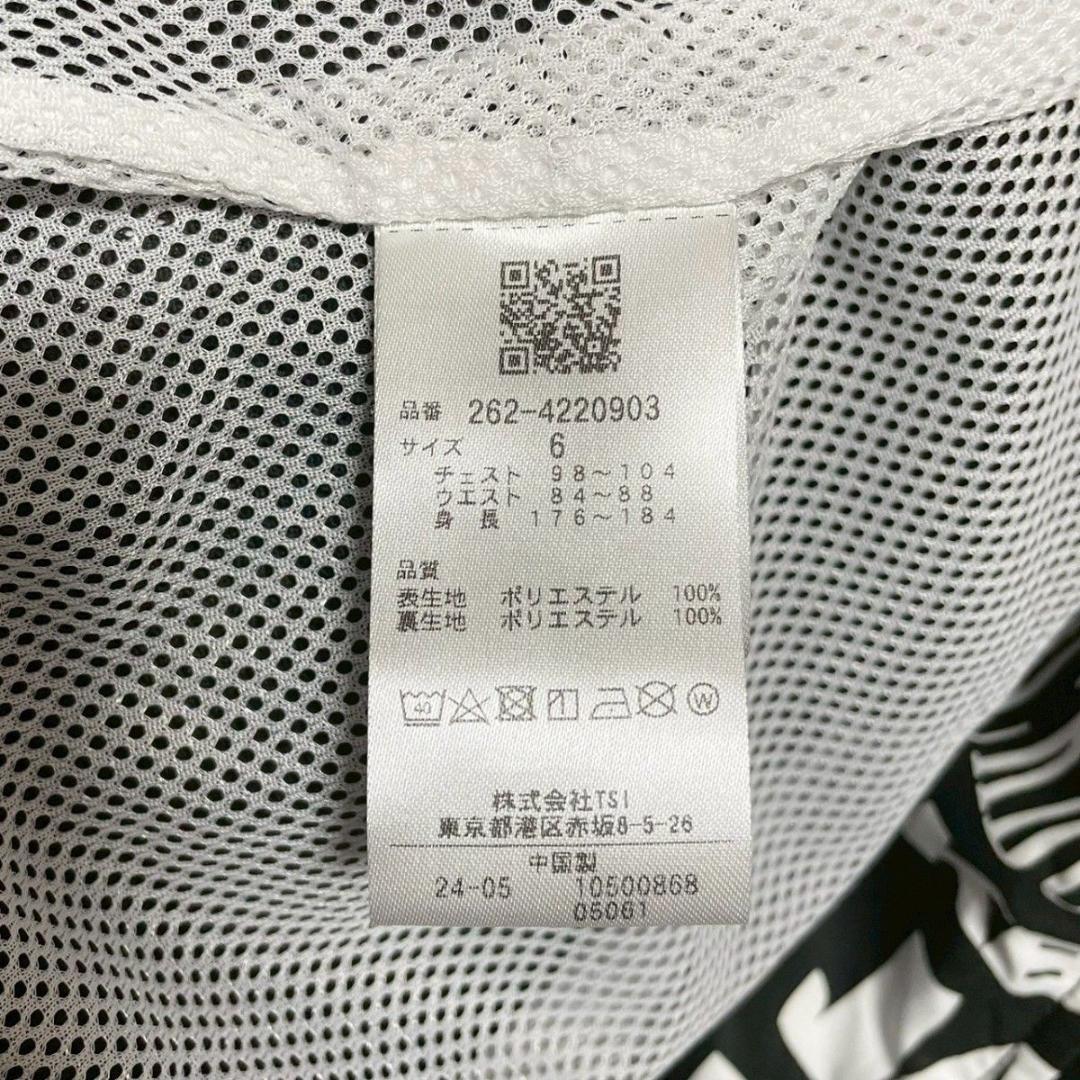 品番 262-4220903
サイズ 6
チェスト 98～104
ウエスト 84～88
身長 176～184
品質
表生地 ポリエステル 100%
裏生地 ポリエステル 100%
40 W
株式会社TSI
東京都港区赤坂8-5-26
中国製
24-05 10500868
05061